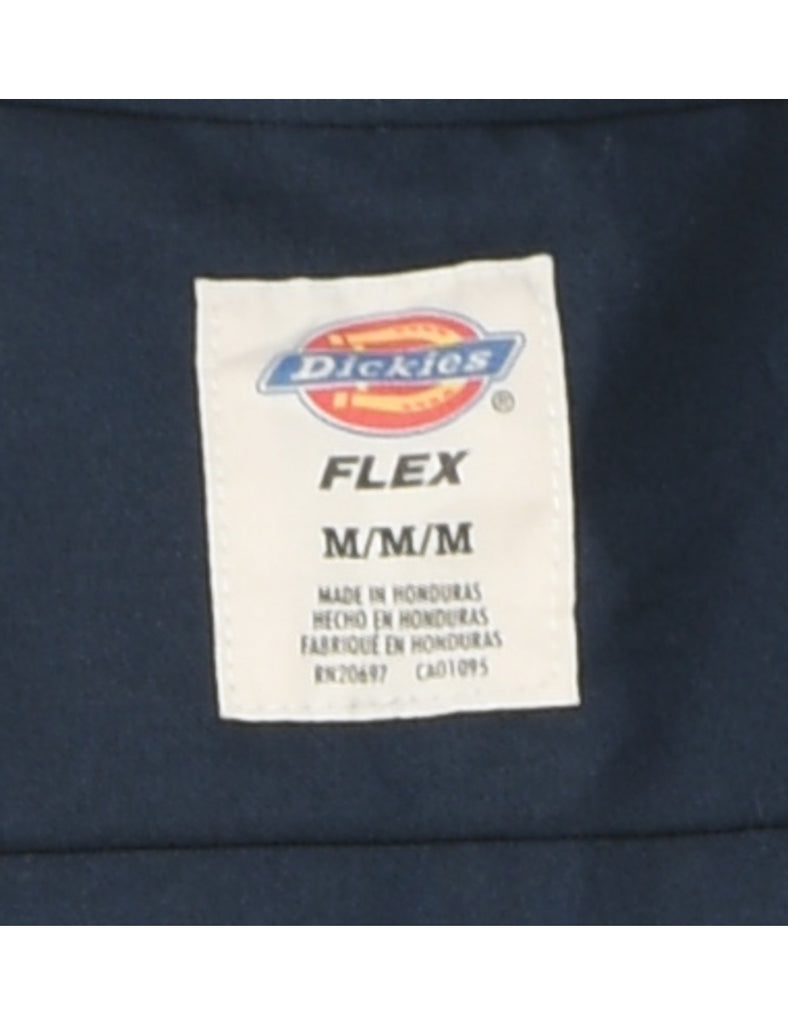 Dickies
®
FLEX
M/M/M
MADE IN HONDURAS
HECHO EN HONDURAS
FABRIQUÉ EN HONDURAS
RN20697 CA01095